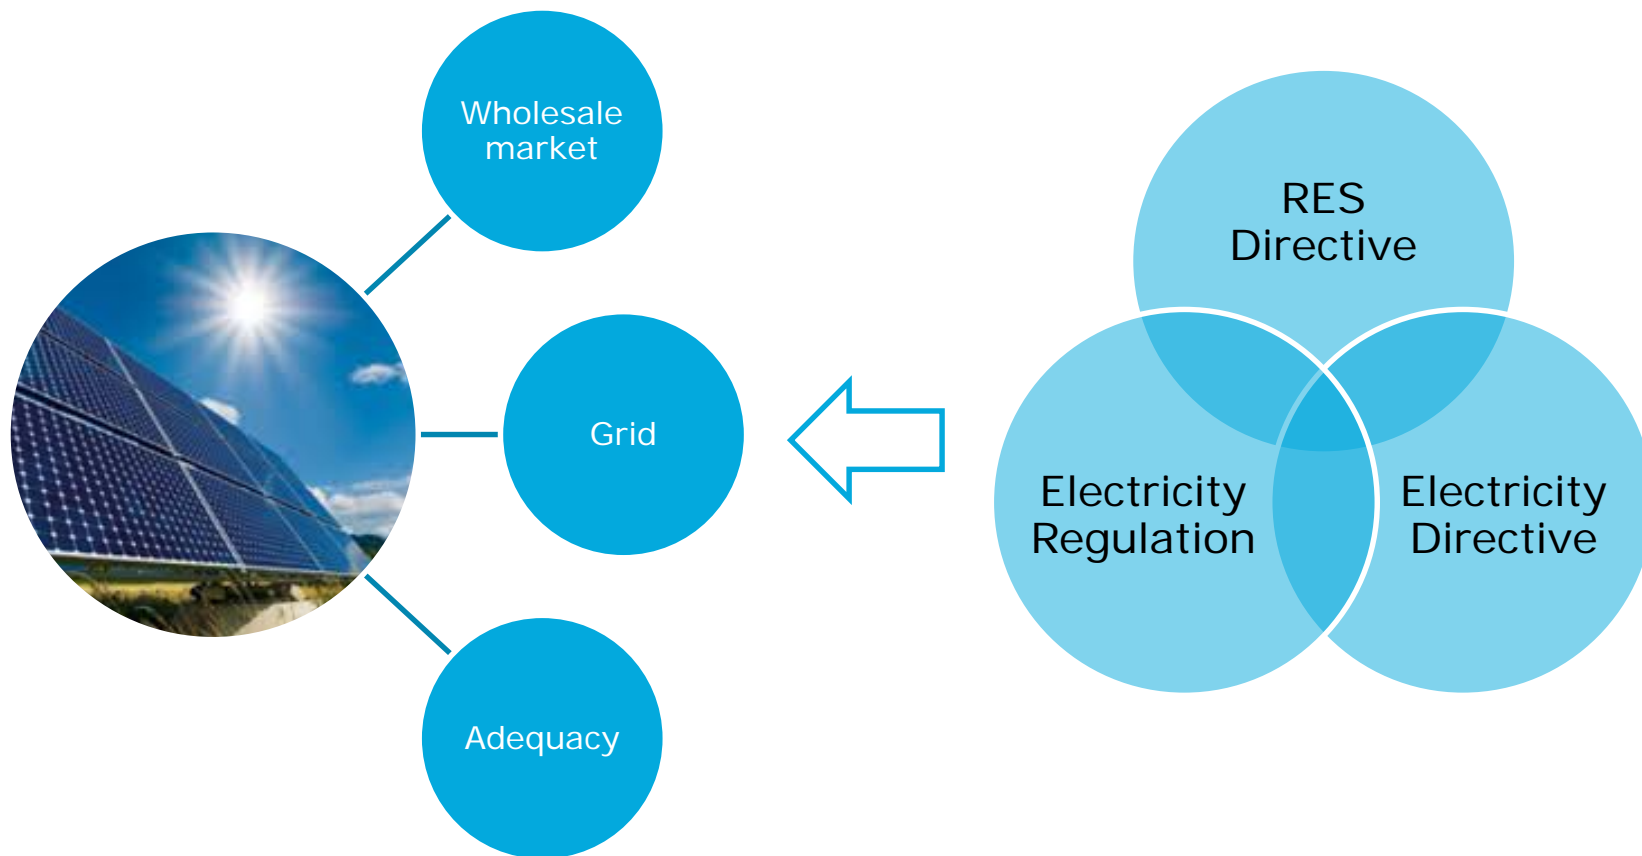 Wholesale
market
Grid
Adequacy
RES
Directive
Electricity
Regulation
Electricity
Directive